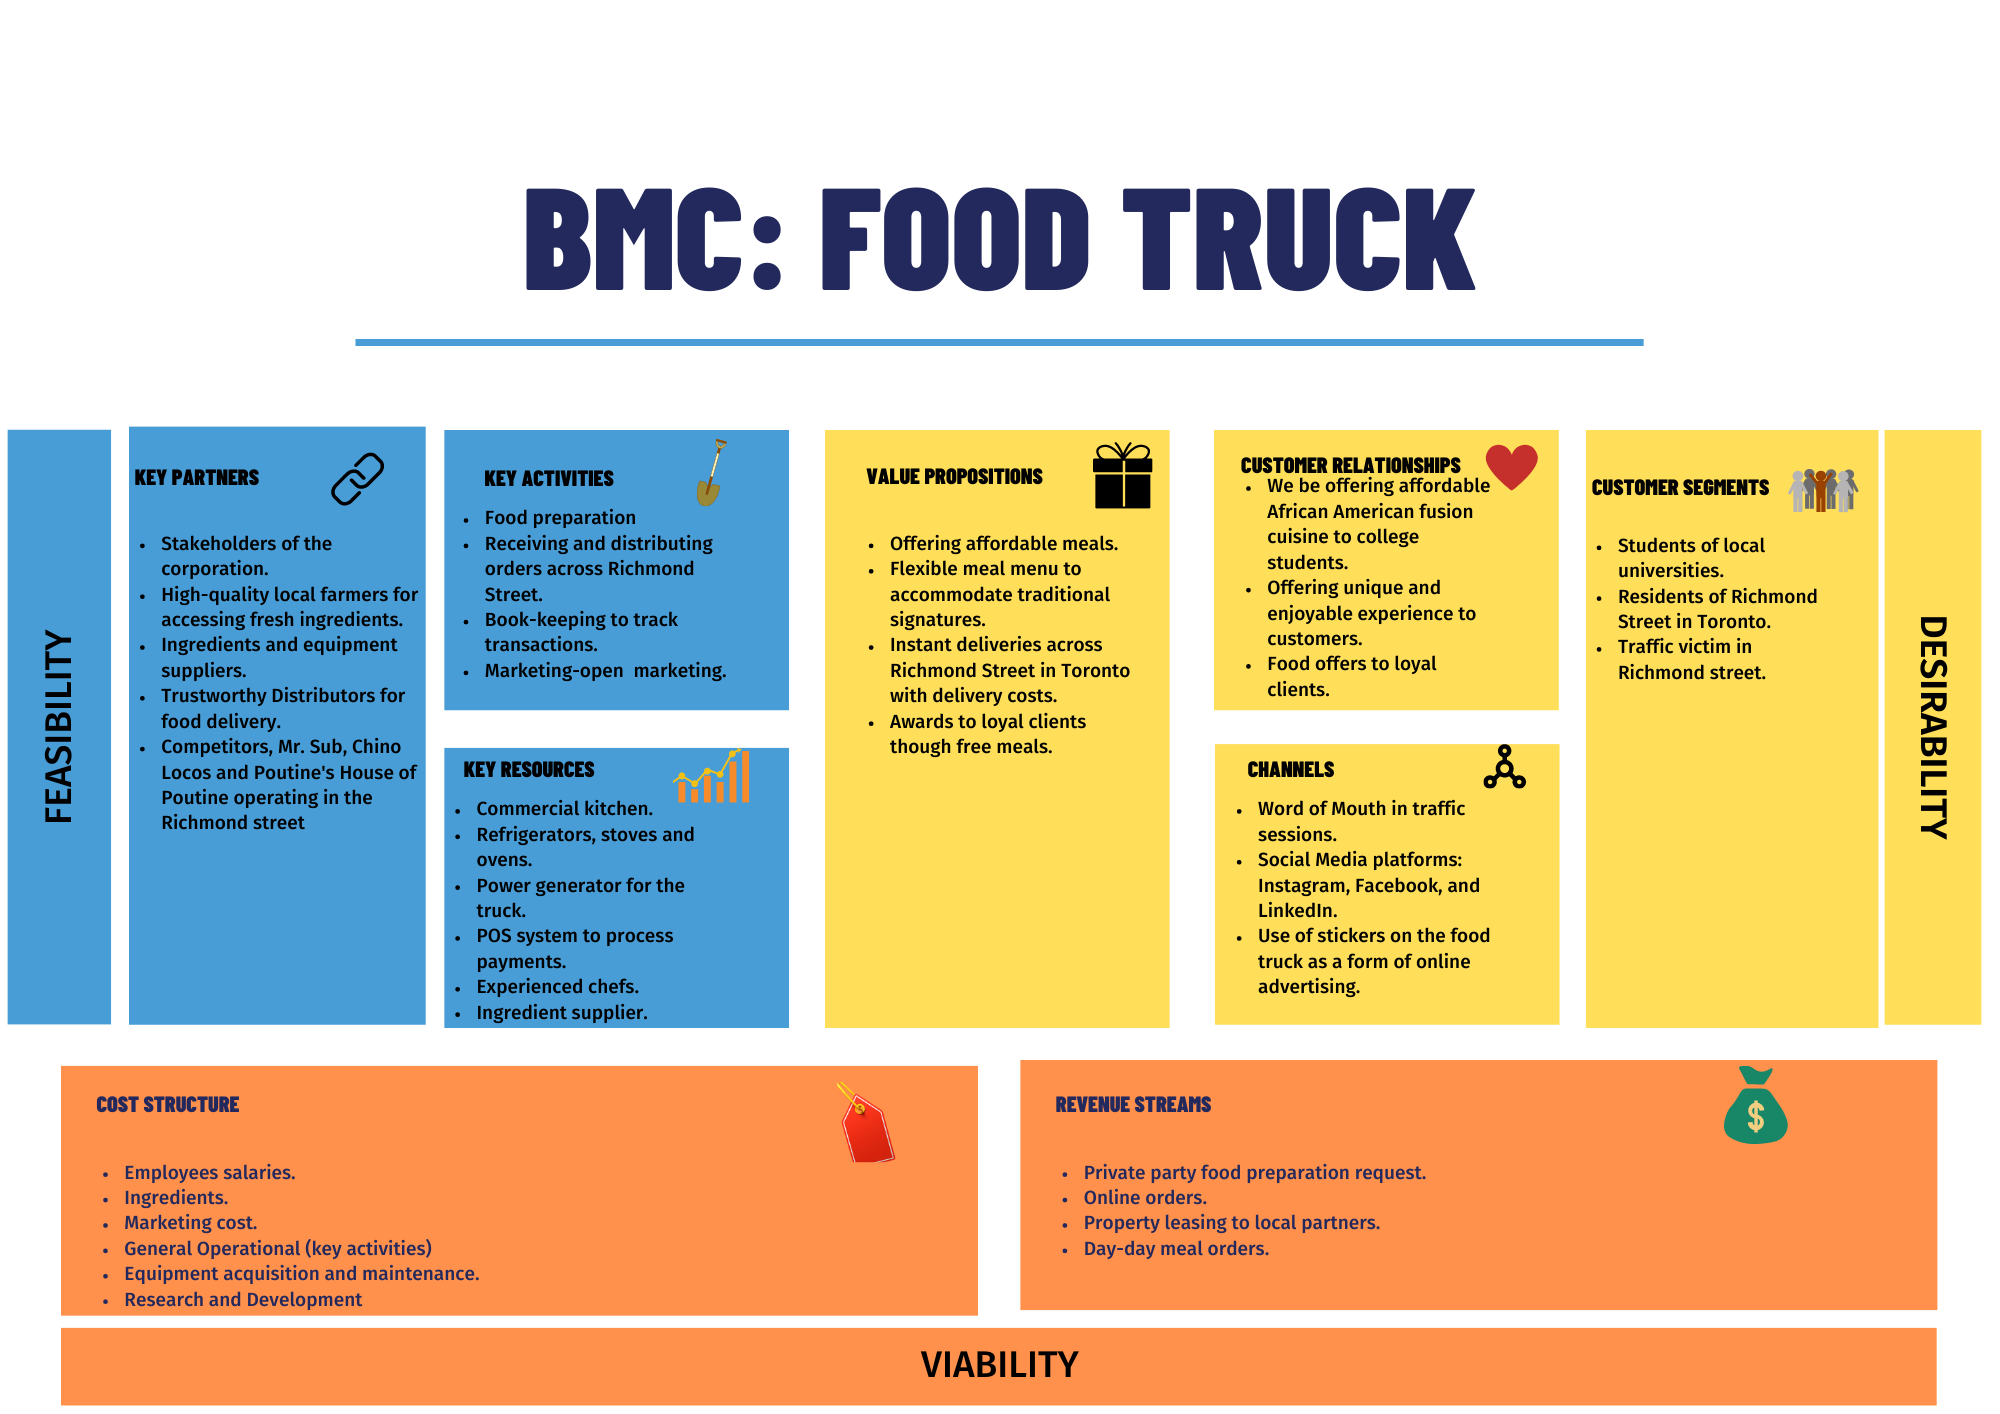 BMC: FOOD TRUCK
FEASIBILITY
KEY PARTNERS
• Stakeholders of the
corporation.
• High-quality local farmers for
accessing fresh ingredients.
• Ingredients and equipment
suppliers.
• Trustworthy Distributors for
food delivery.
• Competitors, Mr. Sub, Chino
Locos and Poutine's House of
Poutine operating in the
Richmond street
KEY ACTIVITIES
• Food preparation
• Receiving and distributing
orders across Richmond
Street.
• Book-keeping to track
transactions.
• Marketing-open  marketing.
KEY RESOURCES
• Commercial kitchen.
• Refrigerators, stoves and
ovens.
• Power generator for the
truck.
• POS system to process
payments.
• Experienced chefs.
• Ingredient supplier.
VALUE PROPOSITIONS
• Offering affordable meals.
• Flexible meal menu to
accommodate traditional
signatures.
• Instant deliveries across
Richmond Street in Toronto
with delivery costs.
• Awards to loyal clients
though free meals.
CUSTOMER RELATIONSHIPS
• We be offering affordable
African American fusion
cuisine to college
students.
• Offering unique and
enjoyable experience to
customers.
• Food offers to loyal
clients.
CHANNELS
• Word of Mouth in traffic
sessions.
• Social Media platforms:
Instagram, Facebook, and
LinkedIn.
• Use of stickers on the food
truck as a form of online
advertising.
CUSTOMER SEGMENTS
• Students of local
universities.
• Residents of Richmond
Street in Toronto.
• Traffic victim in
Richmond street.
DESIRABILITY
COST STRUCTURE
• Employees salaries.
• Ingredients.
• Marketing cost.
• General Operational (key activities)
• Equipment acquisition and maintenance.
• Research and Development
REVENUE STREAMS
$
• Private party food preparation request.
• Online orders.
• Property leasing to local partners.
• Day-day meal orders.
VIABILITY